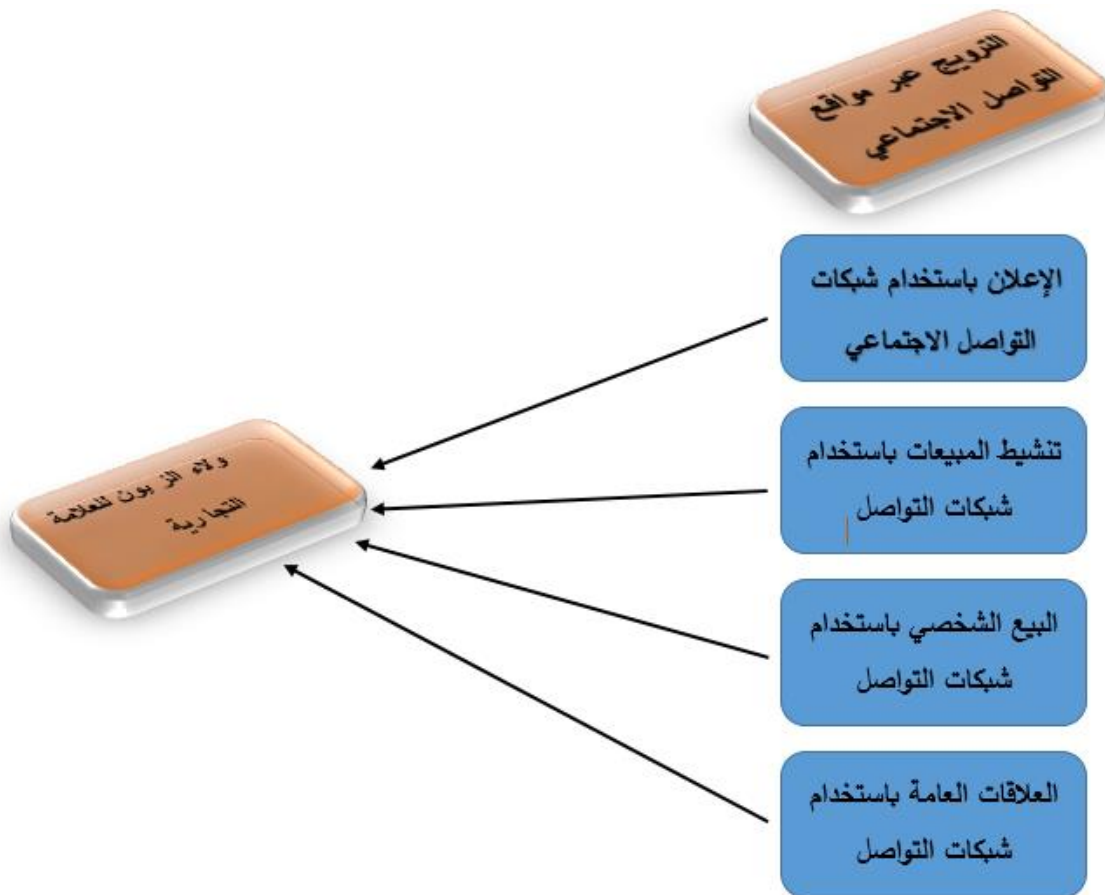 الترويج عبر مواقع
التواصل الاجتماعي
الإعلان باستخدام شبكات
التواصل الاجتماعي
تنشيط المبيعات باستخدام
شبكات التواصل
البيع الشخصي باستخدام
شبكات التواصل
العلاقات العامة باستخدام
شبكات التواصل
ولاء الزبون للعلامة
التجارية